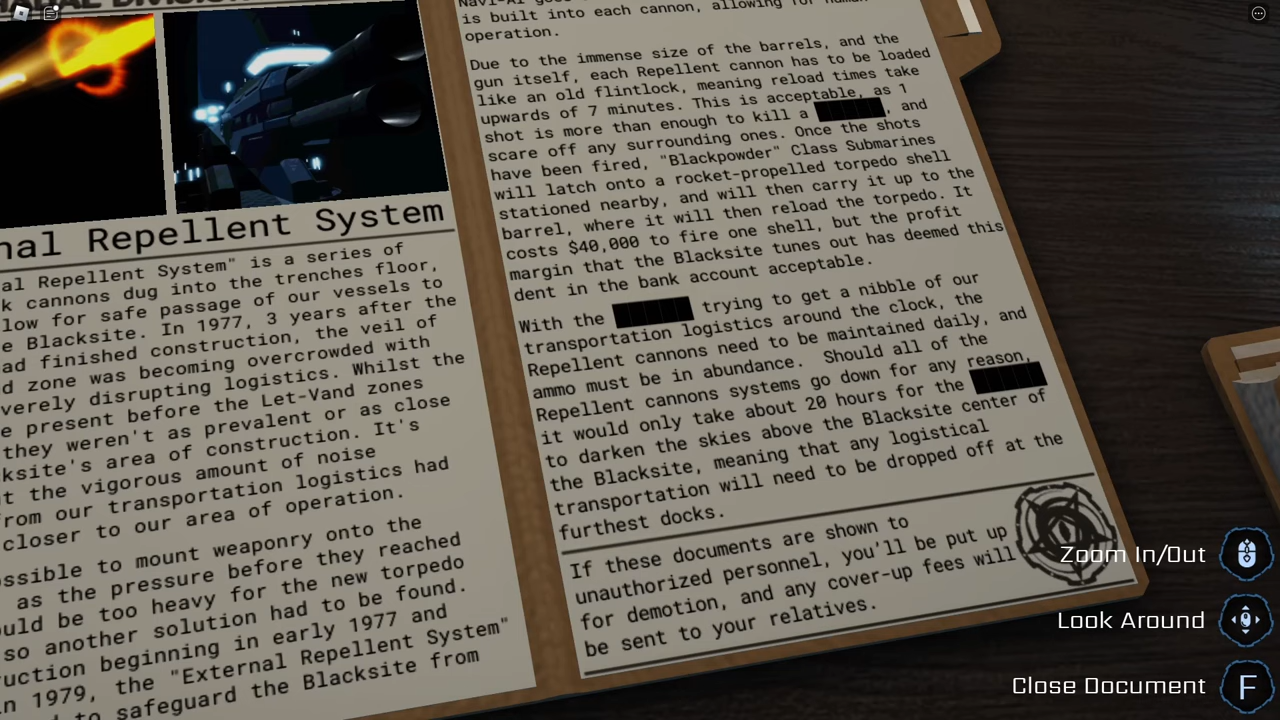 nal Repellent System
al Repellent System" is a series of
k cannons dug into the trenches floor,
low for safe passage of our vessels to
e Blacksite. In 1977, 3 years after the
ad finished construction, the veil of
d zone was becoming overcrowded with
verely disrupting logistics. Whilst the
e present before the Let-Vand zones
they weren't as prevalent or as close
cksite's area of construction. It's
t the vigorous amount of noise
from our transportation logistics had
closer to our area of operation.
ossible to mount weaponry onto the
as the pressure before they reached
ould be too heavy for the new torpedo
so another solution had to be found.
ruction beginning in early 1977 and
n 1979, the "External Repellent System"
d to safeguard the Blacksite from
is built into each cannon, allowing for human
operation.
Due to the immense size of the barrels, and the
gun itself, each Repellent cannon has to be loaded
like an old flintlock, meaning reload times take
upwards of 7 minutes. This is acceptable, as 1
shot is more than enough to kill a , and
scare off any surrounding ones. Once the shots
have been fired, "Blackpowder" Class Submarines
will latch onto a rocket-propelled torpedo shell
stationed nearby, and will then carry it up to the
barrel, where it will then reload the torpedo. It
costs $40,000 to fire one shell, but the profit
margin that the Blacksite tunes out has deemed this
dent in the bank account acceptable.
With the trying to get a nibble of our
transportation logistics around the clock, the
Repellent cannons need to be maintained daily, and
ammo must be in abundance. Should all of the
Repellent cannons systems go down for any reason,
it would only take about 20 hours for the
to darken the skies above the Blacksite center of
the Blacksite, meaning that any logistical
transportation will need to be dropped off at the
furthest docks.
If these documents are shown to
unauthorized personnel, you'll be put up
for demotion, and any cover-up fees will
be sent to your relatives.
Zoom In/Out
Look Around
Close Document F